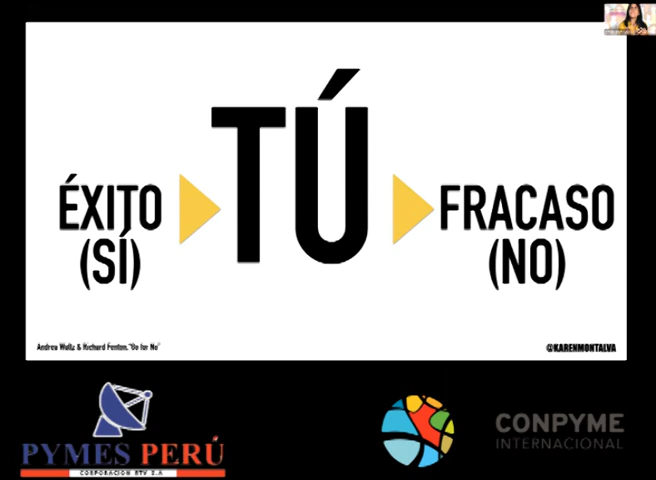 ÉXITO
(SÍ)
TÚ
FRACASO
(NO)
Andrea Waltz & Richard Fenton, "Go for No"
@KARENMONTALVA
PYMES PERÚ
CORPORACION RTV S.A
CONPYME
INTERNACIONAL